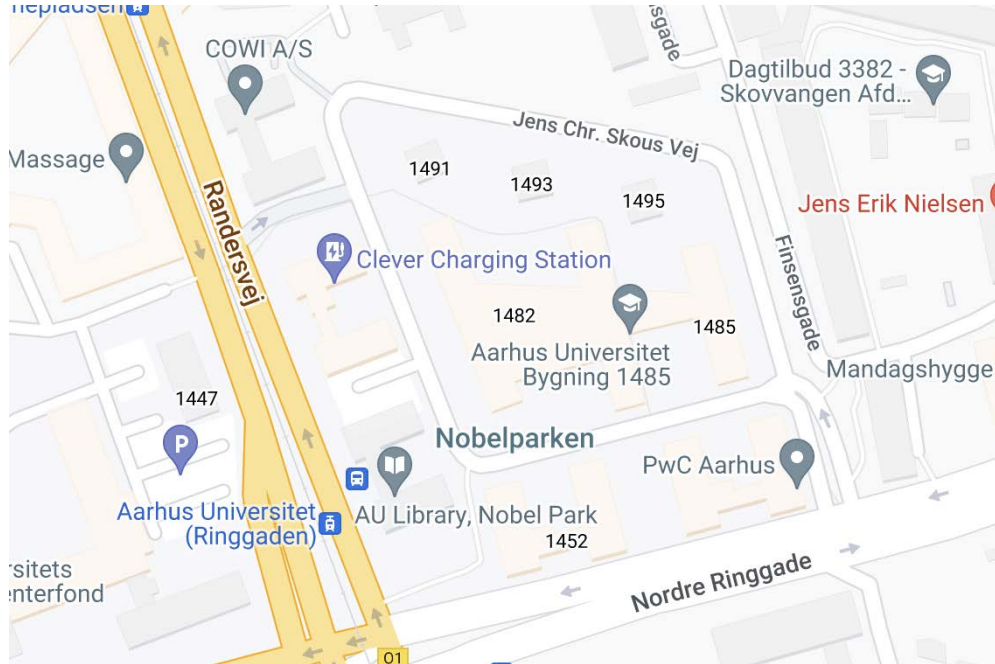 COWI A/S
Dagtilbud 3382 -
Skovvangen Afd...
Jens Chr. Skous Vej
Massage
1491
1493
1495
Jens Erik Nielsen
Randersvej
Clever Charging Station
Finsensgade
1482
1485
Aarhus Universitet
Bygning 1485
Mandagshygge
1447
P
Nobelparken
PwC Aarhus
Aarhus Universitet
(Ringgaden)
AU Library, Nobel Park
1452
Nordre Ringgade
01